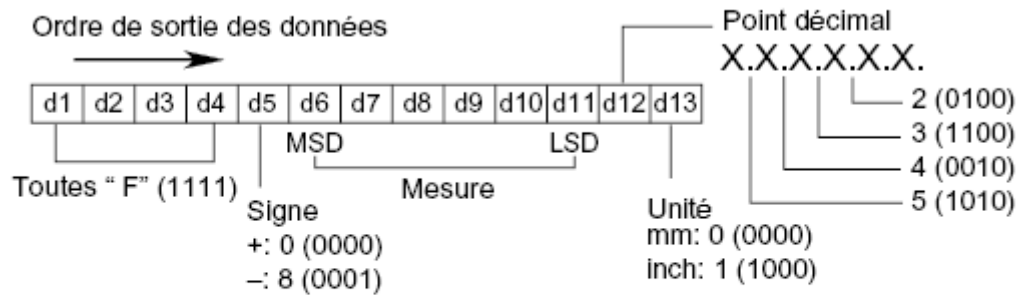 Ordre de sortie des données
Point décimal
X.X.X.X.X.X.
d1 d2 d3 d4 d5 d6 d7 d8 d9 d10 d11 d12 d13
2 (0100)
3 (1100)
4 (0010)
5 (1010)
MSD LSD
Toutes “ F” (1111)
Mesure
Signe
+: 0 (0000)
–: 8 (0001)
Unité
mm: 0 (0000)
inch: 1 (1000)